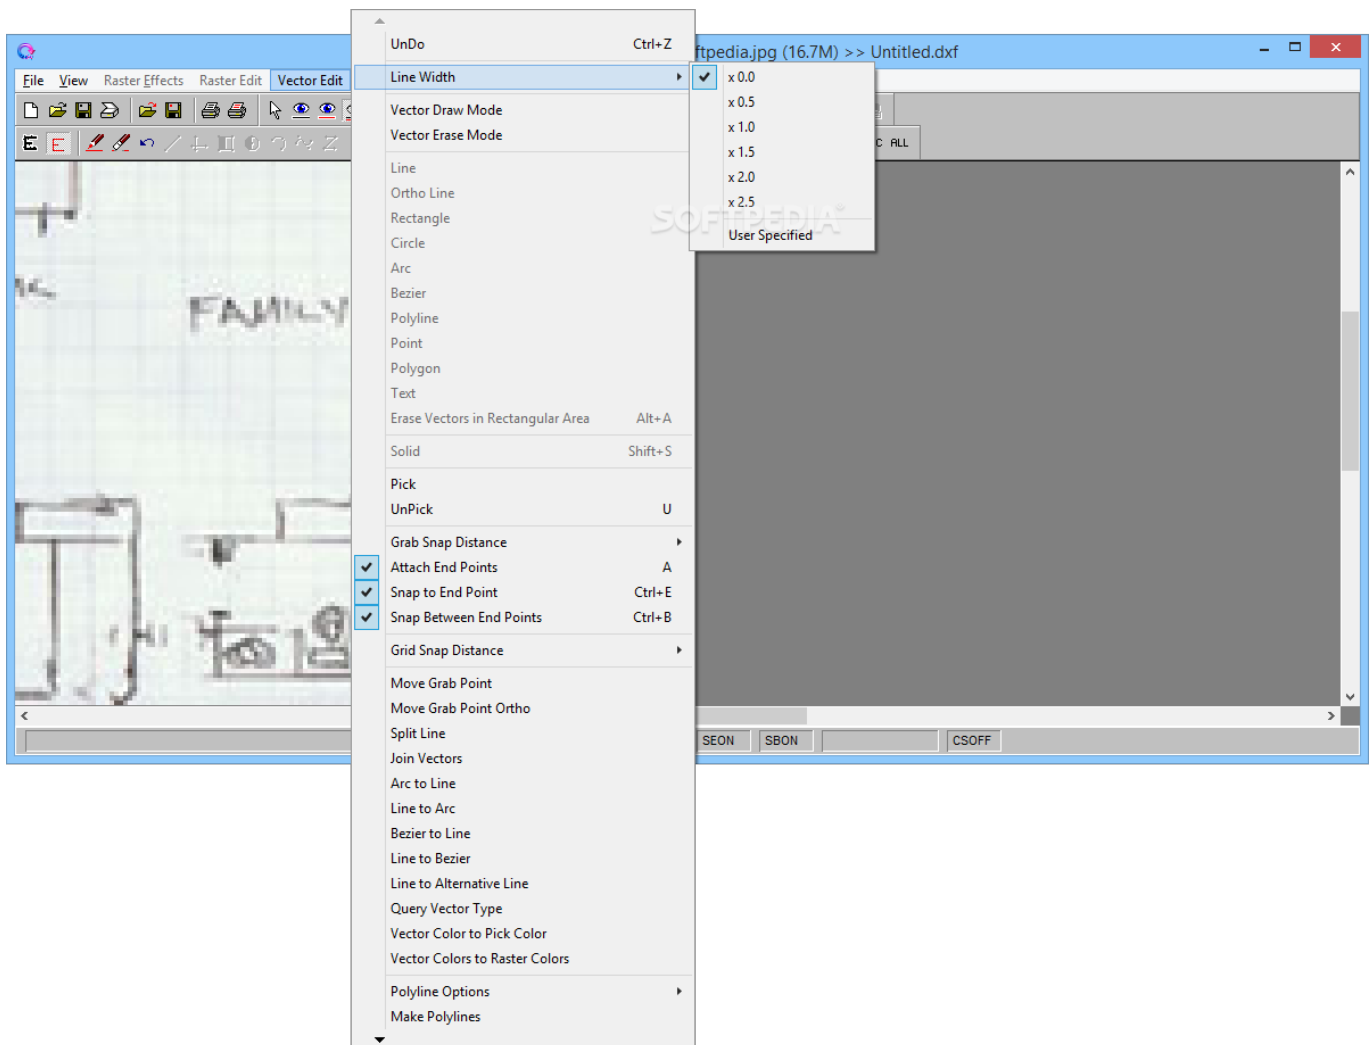 ftpedia.jpg (16.7M) >> Untitled.dxf
File View Raster Effects Raster Edit Vector Edit
UnDo Ctrl+Z
Line Width
Vector Draw Mode
Vector Erase Mode
Line
Ortho Line
Rectangle
Circle
Arc
Bezier
Polyline
Point
Polygon
Text
Erase Vectors in Rectangular Area Alt+A
Solid Shift+S
Pick
UnPick U
Grab Snap Distance
Attach End Points A
Snap to End Point Ctrl+E
Snap Between End Points Ctrl+B
Grid Snap Distance
Move Grab Point
Move Grab Point Ortho
Split Line
Join Vectors
Arc to Line
Line to Arc
Bezier to Line
Line to Bezier
Line to Alternative Line
Query Vector Type
Vector Color to Pick Color
Vector Colors to Raster Colors
Polyline Options
Make Polylines
x 0.0
x 0.5
x 1.0
x 1.5
x 2.0
x 2.5
User Specified
C ALL
SOFTPEDIA
FAMILY
SEON SBON CSOFF